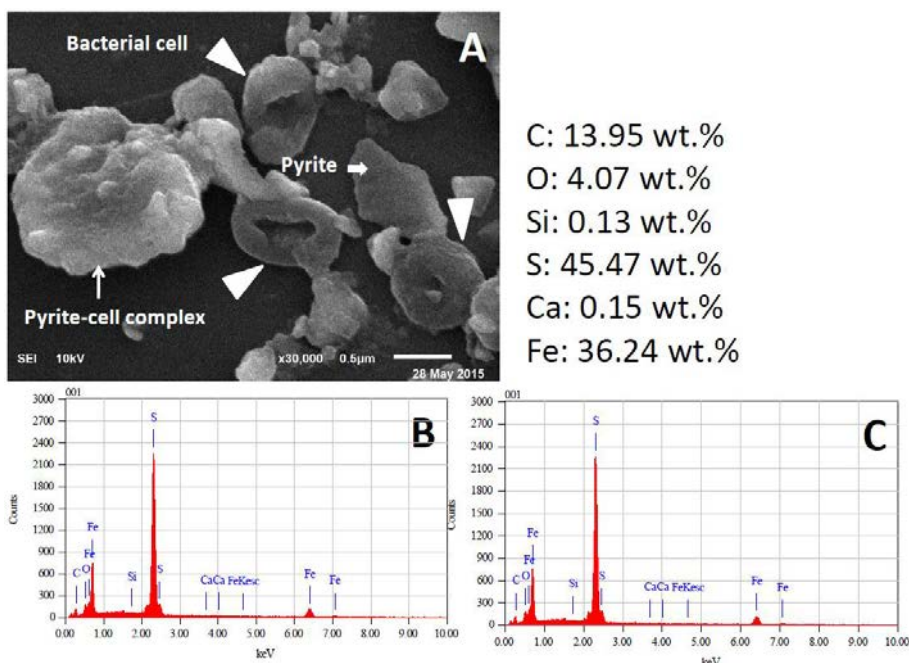 A
Bacterial cell
Pyrite
Pyrite-cell complex
SEI 10kV x30,000 0.5µm
28 May 2015
C: 13.95 wt.%
O: 4.07 wt.%
Si: 0.13 wt.%
S: 45.47 wt.%
Ca: 0.15 wt.%
Fe: 36.24 wt.%
001
B
Counts
3000
2700
2400
2100
1800
1500
1200
900
600
300
0
S
Fe
Fe
C O Si S Ca Ca FeKesc Fe Fe
0.00 1.00 2.00 3.00 4.00 5.00 6.00 7.00 8.00 9.00 10.00
keV
001
C
Counts
3000
2700
2400
2100
1800
1500
1200
900
600
300
0
S
Fe
Fe
C O Si S Ca Ca FeKesc Fe Fe
0.00 1.00 2.00 3.00 4.00 5.00 6.00 7.00 8.00 9.00 10.00
keV